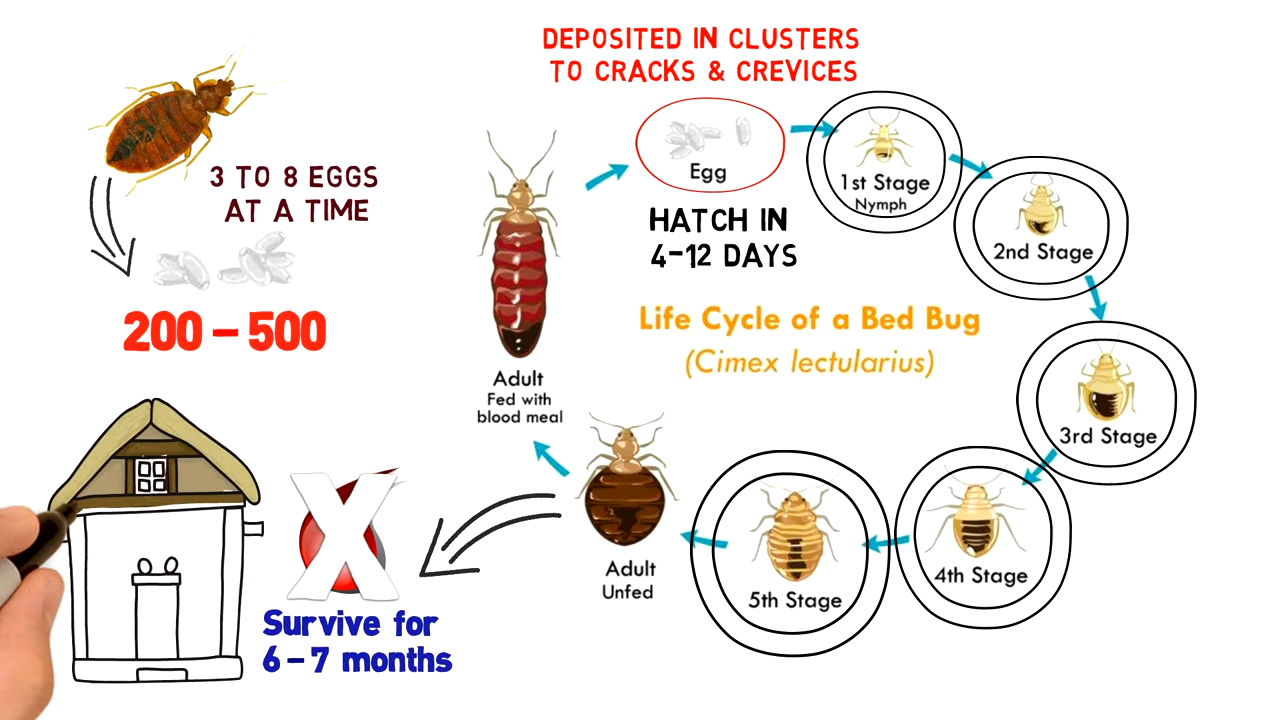 DEPOSITED IN CLUSTERS
TO CRACKS & CREVICES
3 TO 8 EGGS
AT A TIME
200 – 500
Egg
HATCH IN
4-12 DAYS
1st Stage
Nymph
2nd Stage
Life Cycle of a Bed Bug
(Cimex lectularius)
3rd Stage
4th Stage
5th Stage
Adult
Unfed
Adult
Fed with
blood meal
X
Survive for
6 – 7 months